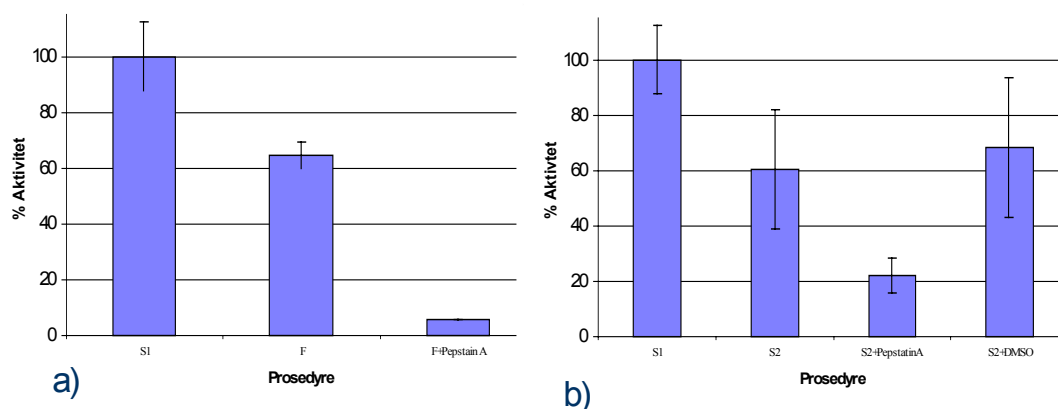 % Aktivitet
100
80
60
40
20
0
S1
F
F+Pepstain A
Prosedyre
a)
% Aktivtet
100
80
60
40
20
0
S1
S2
S2+PepstatinA
S2+DMSO
Prosedyre
b)